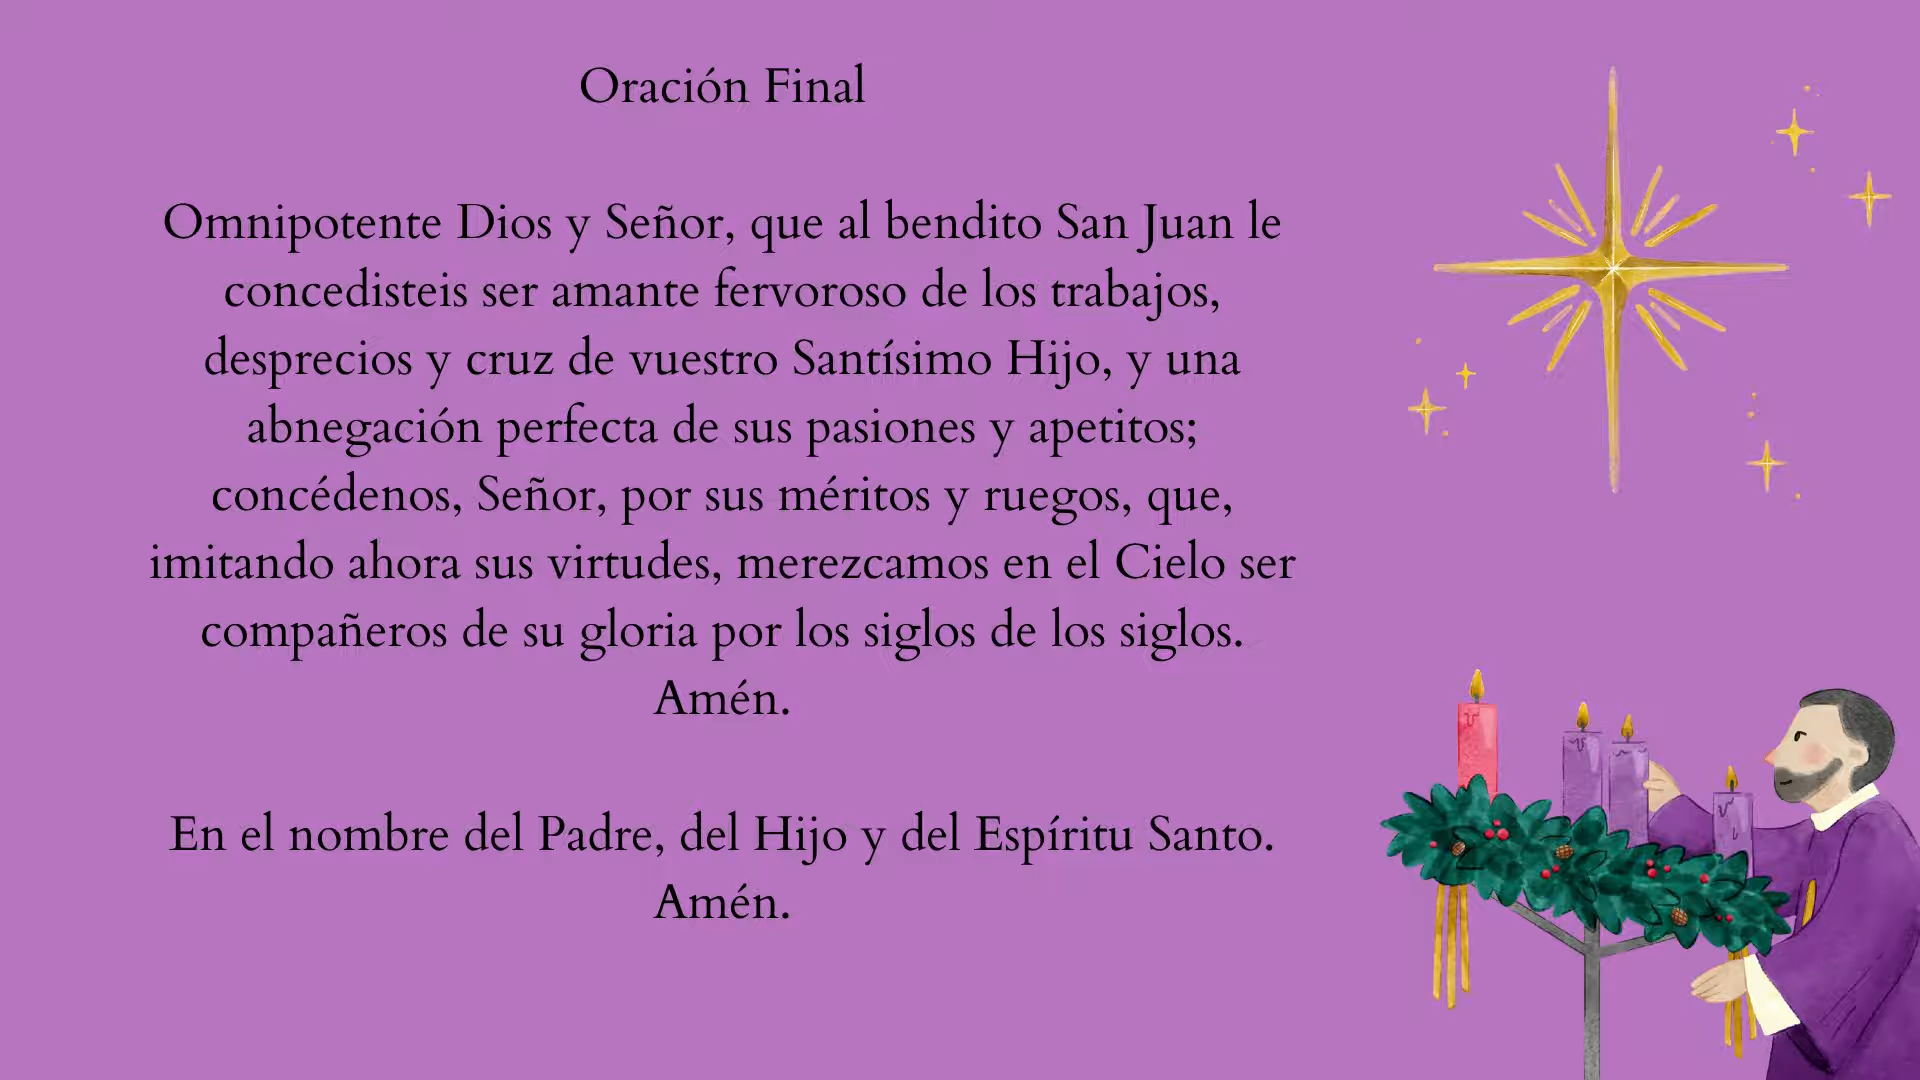 Oración Final
Omnipotente Dios y Señor, que al bendito San Juan le
concedisteis ser amante fervoroso de los trabajos,
desprecios y cruz de vuestro Santísimo Hijo, y una
abnegación perfecta de sus pasiones y apetitos;
concédenos, Señor, por sus méritos y ruegos, que,
imitando ahora sus virtudes, merezcamos en el Cielo ser
compañeros de su gloria por los siglos de los siglos.
Amén.
En el nombre del Padre, del Hijo y del Espíritu Santo.
Amén.